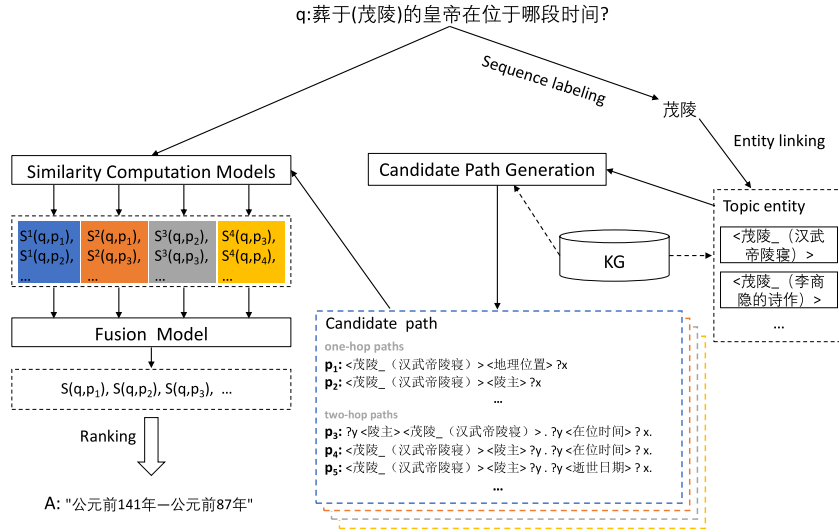 q:葬于(茂陵)的皇帝在位于哪段时间?
Sequence labeling
茂陵
Entity linking
Similarity Computation Models
Candidate Path Generation
Topic entity
<茂陵_（汉武
帝陵寝）>
<茂陵_（李商
隐的诗作）>
...
KG
S¹(q,p₁),
S¹(q,p₂),
...
S²(q,p₁),
S²(q,p₃),
...
S³(q,p₂),
S³(q,p₃),
...
S⁴(q,p₃),
S⁴(q,p₄),
...
Fusion Model
S(q,p₁), S(q,p₂), S(q,p₃), ...
Ranking
A: "公元前141年—公元前87年"
Candidate path
one-hop paths
p₁: <茂陵_（汉武帝陵寝）><地理位置> ?x
p₂: <茂陵_（汉武帝陵寝）><陵主> ?x
...
two-hop paths
p₃: ?y <陵主><茂陵_（汉武帝陵寝）> . ?y <在位时间> ? x.
p₄: <茂陵_（汉武帝陵寝）><陵主> ?y . ?y <在位时间> ? x.
p₅: <茂陵_（汉武帝陵寝）><陵主> ?y . ?y <逝世日期> ? x.
...